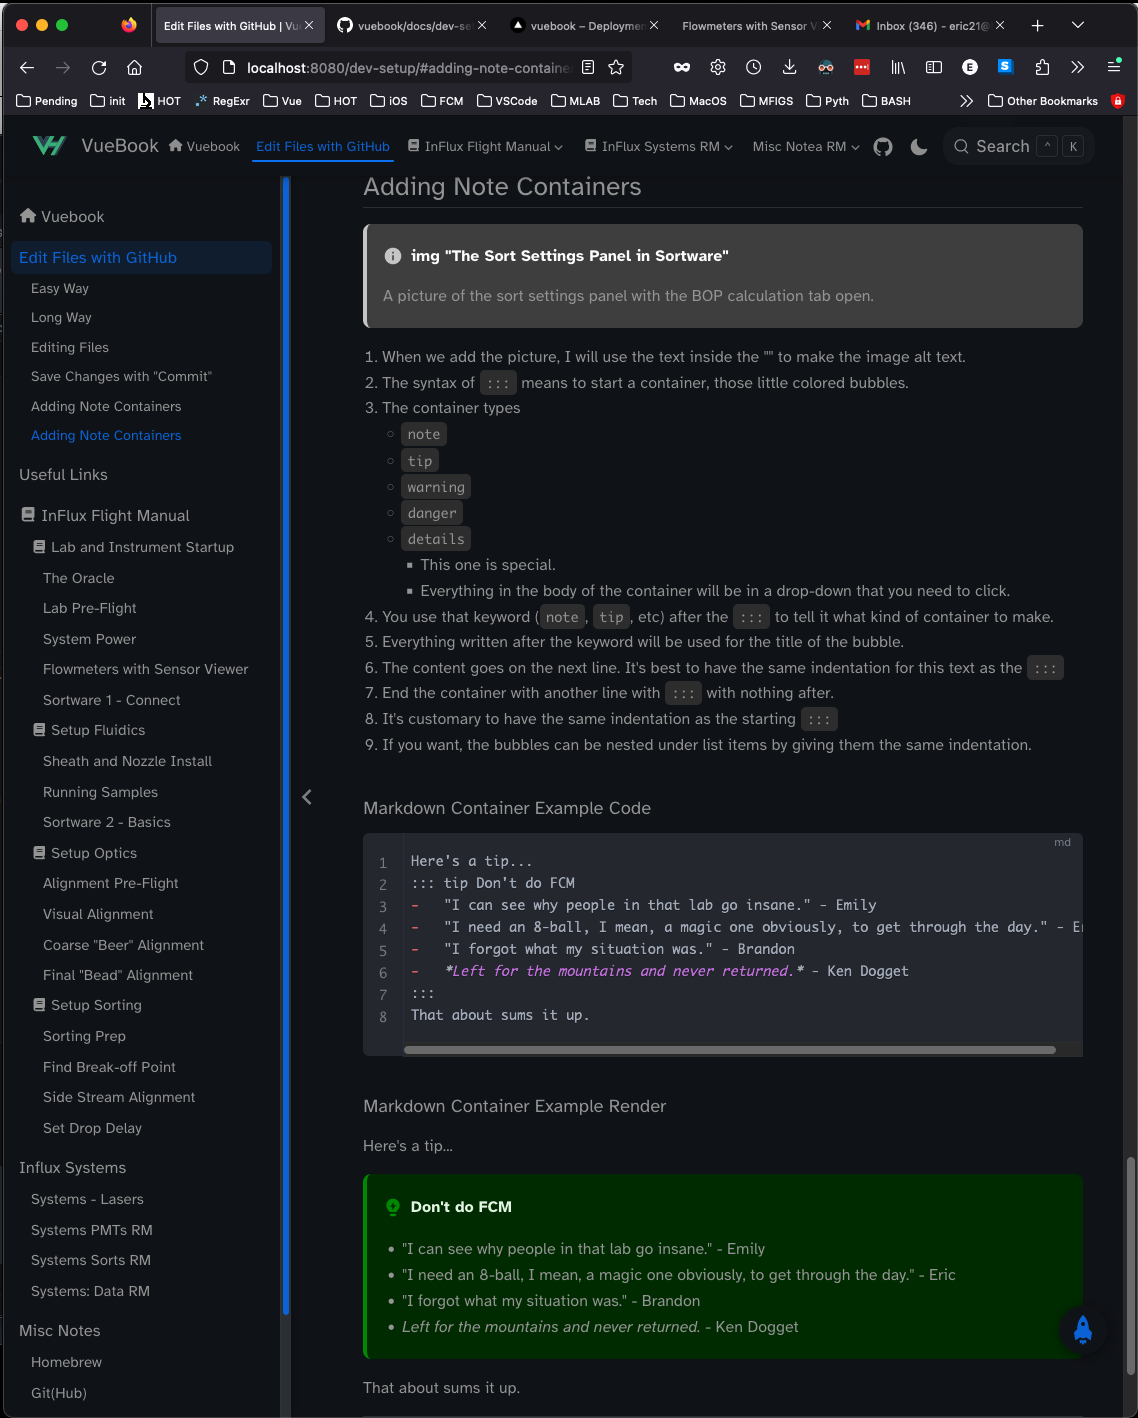 Edit Files with GitHub | Vu
vuebook/docs/dev-se
vuebook – Deploymen
Flowmeters with Sensor V
Inbox (346) - eric21@
localhost:8080/dev-setup/#adding-note-containe
Pending
init
HOT
RegExr
Vue
HOT
iOS
FCM
VSCode
MLAB
Tech
MacOS
MFIGS
Pyth
BASH
Other Bookmarks
VueBook
Vuebook
Edit Files with GitHub
InFlux Flight Manual
InFlux Systems RM
Misc Notea RM
Search
^
K
Vuebook
Edit Files with GitHub
Easy Way
Long Way
Editing Files
Save Changes with "Commit"
Adding Note Containers
Adding Note Containers
Useful Links
InFlux Flight Manual
Lab and Instrument Startup
The Oracle
Lab Pre-Flight
System Power
Flowmeters with Sensor Viewer
Sortware 1 - Connect
Setup Fluidics
Sheath and Nozzle Install
Running Samples
Sortware 2 - Basics
Setup Optics
Alignment Pre-Flight
Visual Alignment
Coarse "Beer" Alignment
Final "Bead" Alignment
Setup Sorting
Sorting Prep
Find Break-off Point
Side Stream Alignment
Set Drop Delay
Influx Systems
Systems - Lasers
Systems PMTs RM
Systems Sorts RM
Systems: Data RM
Misc Notes
Homebrew
Git(Hub)
Adding Note Containers
img "The Sort Settings Panel in Sortware"
A picture of the sort settings panel with the BOP calculation tab open.
1. When we add the picture, I will use the text inside the "" to make the image alt text.
2. The syntax of ::: means to start a container, those little colored bubbles.
3. The container types
note
tip
warning
danger
details
This one is special.
Everything in the body of the container will be in a drop-down that you need to click.
4. You use that keyword (note, tip, etc) after the ::: to tell it what kind of container to make.
5. Everything written after the keyword will be used for the title of the bubble.
6. The content goes on the next line. It's best to have the same indentation for this text as the :::
7. End the container with another line with ::: with nothing after.
8. It's customary to have the same indentation as the starting :::
9. If you want, the bubbles can be nested under list items by giving them the same indentation.
Markdown Container Example Code
md
1 Here's a tip...
2 ::: tip Don't do FCM
3 - "I can see why people in that lab go insane." - Emily
4 - "I need an 8-ball, I mean, a magic one obviously, to get through the day." - Er
5 - "I forgot what my situation was." - Brandon
6 - *Left for the mountains and never returned.* - Ken Dogget
7 :::
8 That about sums it up.
Markdown Container Example Render
Here's a tip...
Don't do FCM
• "I can see why people in that lab go insane." - Emily
• "I need an 8-ball, I mean, a magic one obviously, to get through the day." - Eric
• "I forgot what my situation was." - Brandon
• Left for the mountains and never returned. - Ken Dogget
That about sums it up.